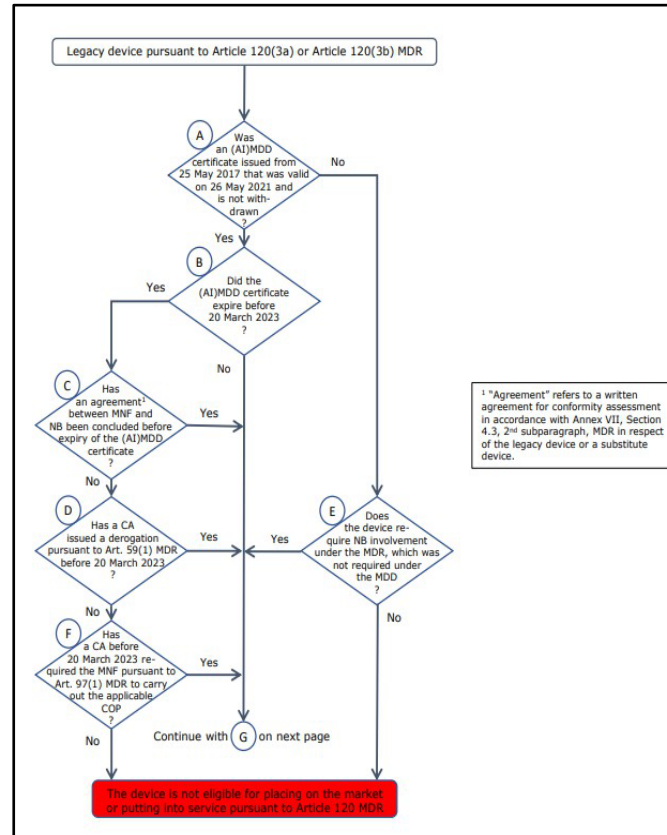 Legacy device pursuant to Article 120(3a) or Article 120(3b) MDR
A
Was
an (AI)MDD
certificate issued from
25 May 2017 that was valid
on 26 May 2021 and
is not with-
drawn
?
No
Yes
B
Did the
(AI)MDD certificate
expire before
20 March 2023
?
Yes
No
C
Has
an agreement¹
between MNF and
NB been concluded before
expiry of the (AI)MDD
certificate
?
Yes
No
¹ "Agreement" refers to a written
agreement for conformity assessment
in accordance with Annex VII, Section
4.3, 2nd subparagraph, MDR in respect
of the legacy device or a substitute
device.
D
Has a CA
issued a derogation
pursuant to Art. 59(1) MDR
before 20 March 2023
?
Yes
No
E
Does
the device re-
quire NB involvement
under the MDR, which was
not required under
the MDD
?
Yes
No
F
Has
a CA before
20 March 2023 re-
quired the MNF pursuant to
Art. 97(1) MDR to carry
out the applicable
COP
?
Yes
No
Continue with G on next page
The device is not eligible for placing on the market
or putting into service pursuant to Article 120 MDR